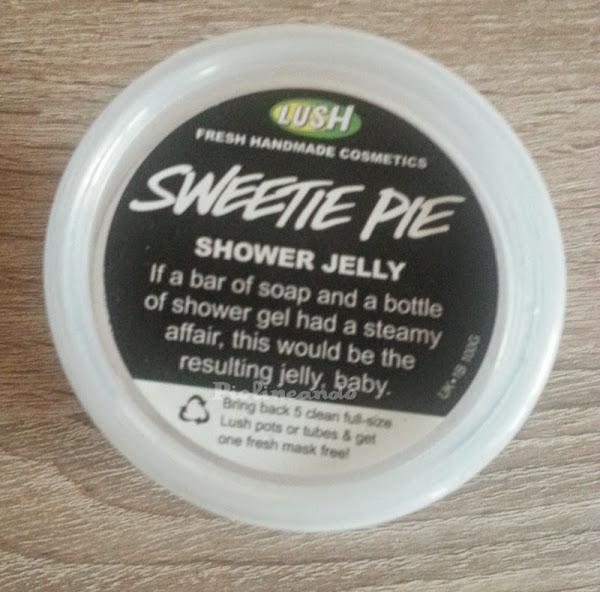 LUSH
FRESH HANDMADE COSMETICS
SWEETIE PIE
SHOWER JELLY
If a bar of soap and a bottle
of shower gel had a steamy
affair, this would be the
resulting jelly, baby.
Bring back 5 clean full-size
Lush pots or tubes & get
one fresh mask free!
100G